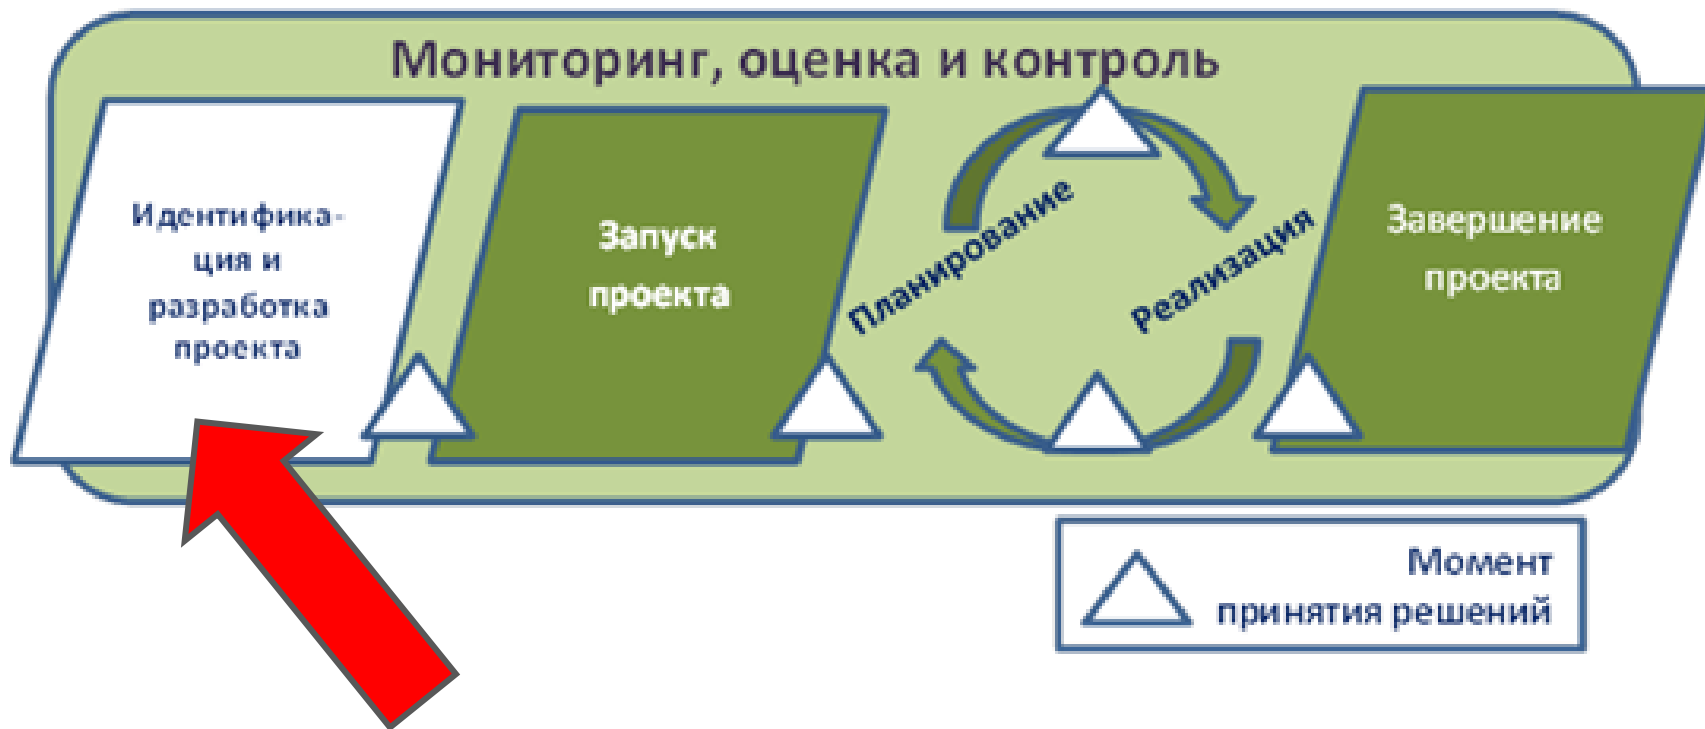 Мониторинг, оценка и контроль
Идентифика-
ция и
разработка
проекта
Запуск
проекта
Планирование
Реализация
Завершение
проекта
Момент
принятия решений